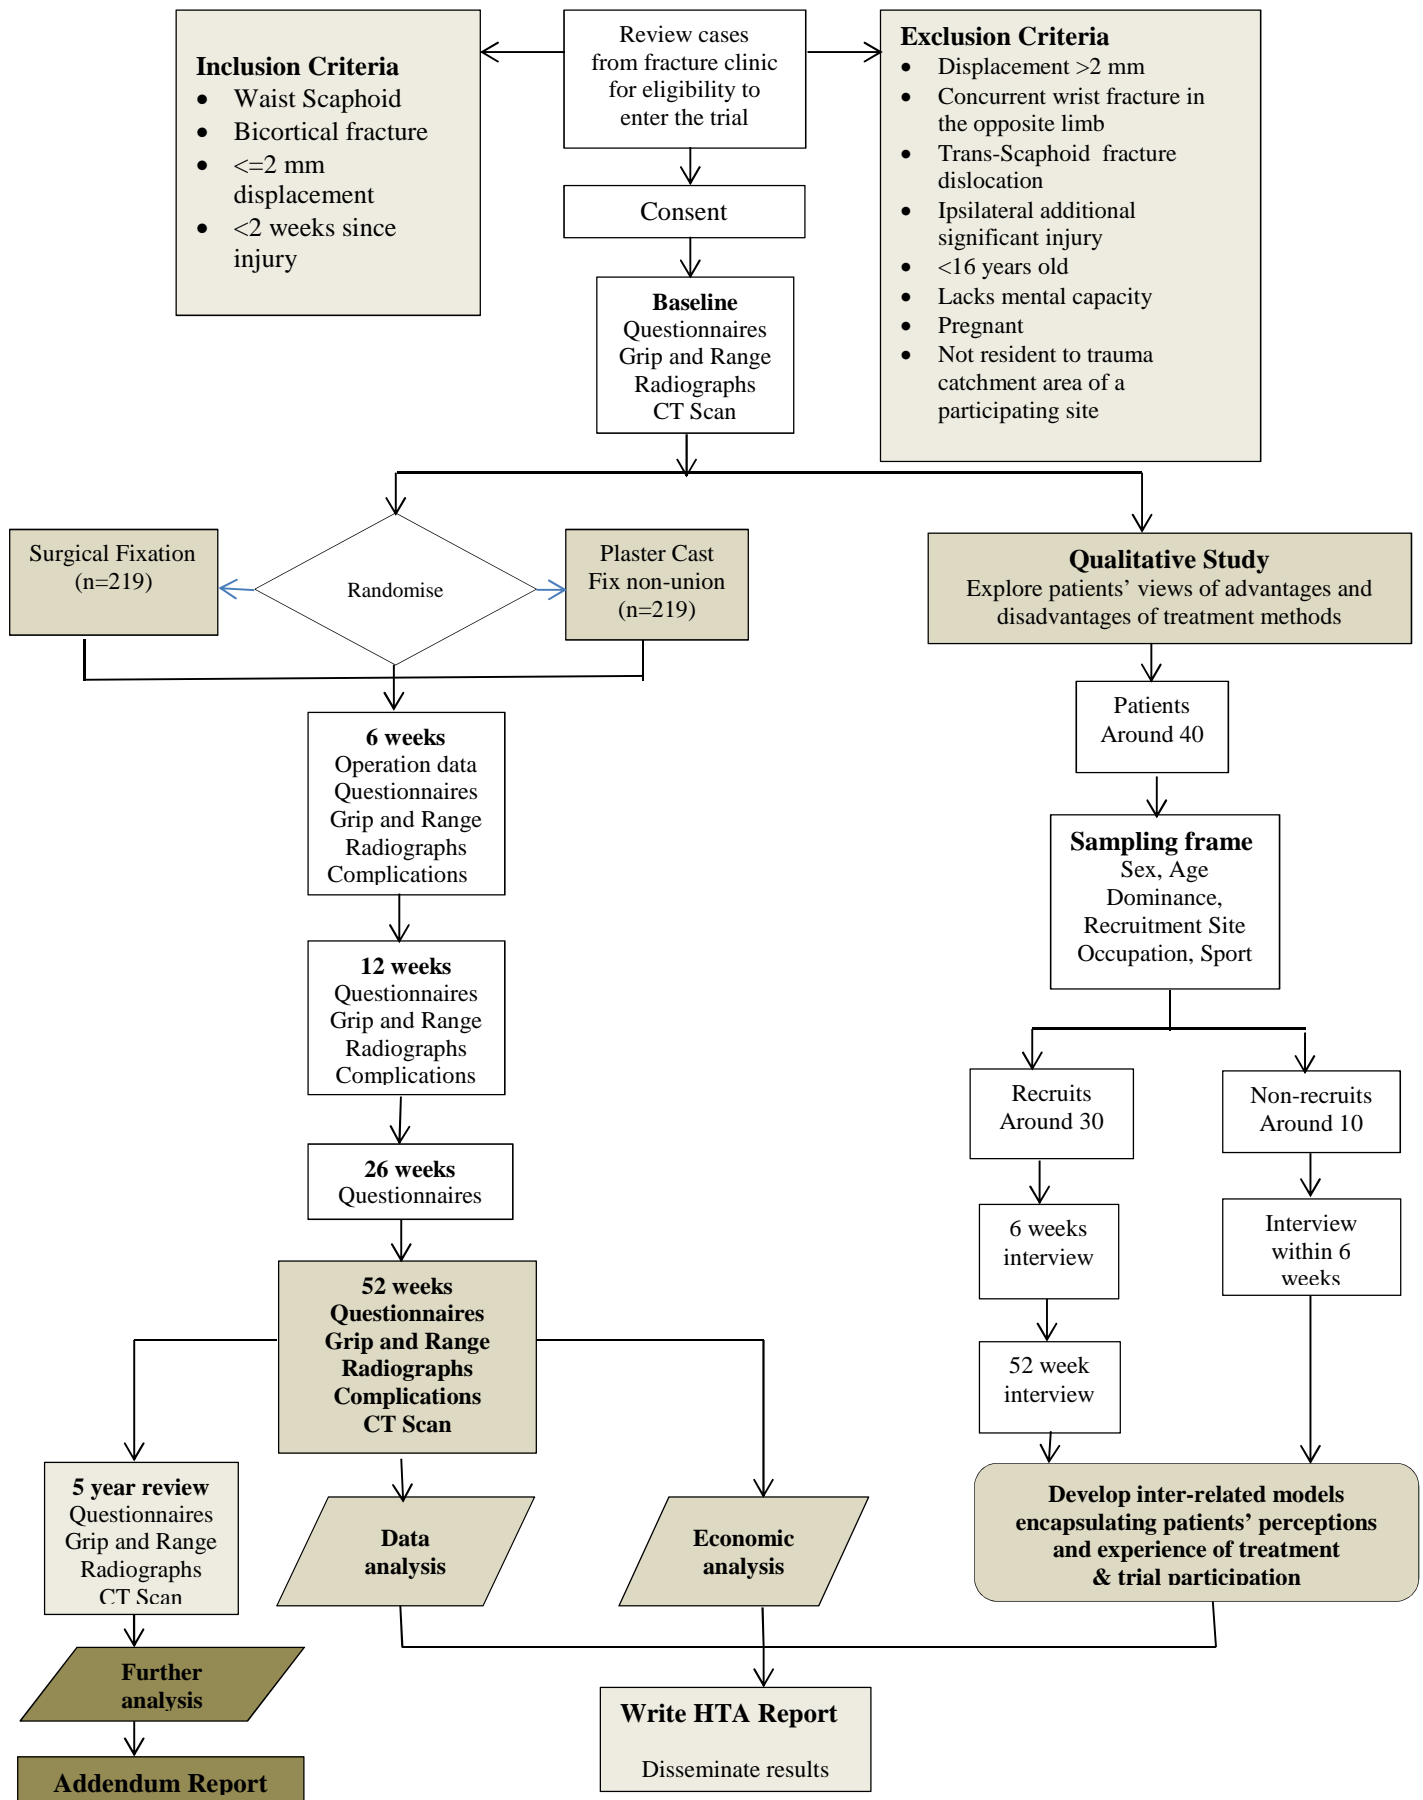 Review cases
from fracture clinic
for eligibility to
enter the trial
Inclusion Criteria
• Waist Scaphoid
• Bicortical fracture
• <=2 mm
displacement
• <2 weeks since
injury
Exclusion Criteria
• Displacement >2 mm
• Concurrent wrist fracture in
the opposite limb
• Trans-Scaphoid fracture
dislocation
• Ipsilateral additional
significant injury
• <16 years old
• Lacks mental capacity
• Pregnant
• Not resident to trauma
catchment area of a
participating site
Consent
Baseline
Questionnaires
Grip and Range
Radiographs
CT Scan
Surgical Fixation
(n=219)
Randomise
Plaster Cast
Fix non-union
(n=219)
6 weeks
Operation data
Questionnaires
Grip and Range
Radiographs
Complications
12 weeks
Questionnaires
Grip and Range
Radiographs
Complications
26 weeks
Questionnaires
52 weeks
Questionnaires
Grip and Range
Radiographs
Complications
CT Scan
5 year review
Questionnaires
Grip and Range
Radiographs
CT Scan
Data
analysis
Economic
analysis
Further
analysis
Addendum Report
Qualitative Study
Explore patients’ views of advantages and
disadvantages of treatment methods
Patients
Around 40
Sampling frame
Sex, Age
Dominance,
Recruitment Site
Occupation, Sport
Recruits
Around 30
Non-recruits
Around 10
6 weeks
interview
Interview
within 6
weeks
52 week
interview
Develop inter-related models
encapsulating patients’ perceptions
and experience of treatment
& trial participation
Write HTA Report
Disseminate results